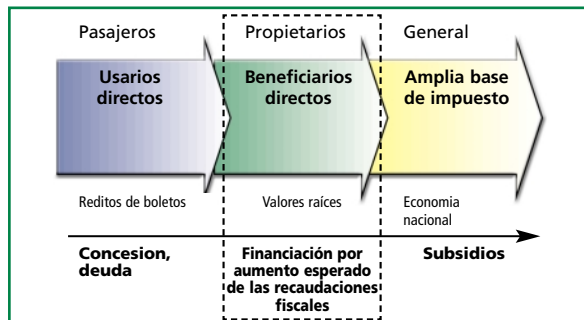 Pasajeros
Propietarios
General
Usarios
directos
Beneficiarios
directos
Amplia base
de impuesto
Reditos de boletos
Valores raíces
Economia
nacional
Concesion,
deuda
Financiación por
aumento esperado
de las recaudaciones
fiscales
Subsidios